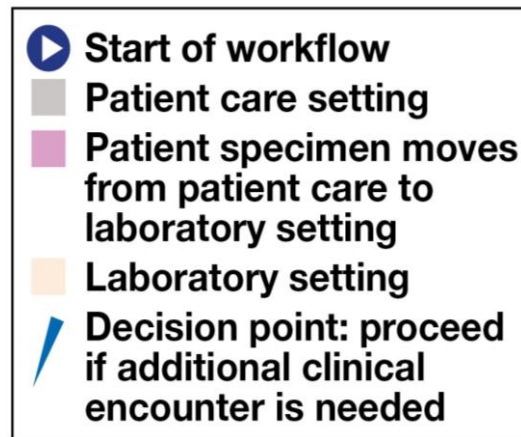 Start of workflow
Patient care setting
Patient specimen moves
from patient care to
laboratory setting
Laboratory setting
Decision point: proceed
if additional clinical
encounter is needed